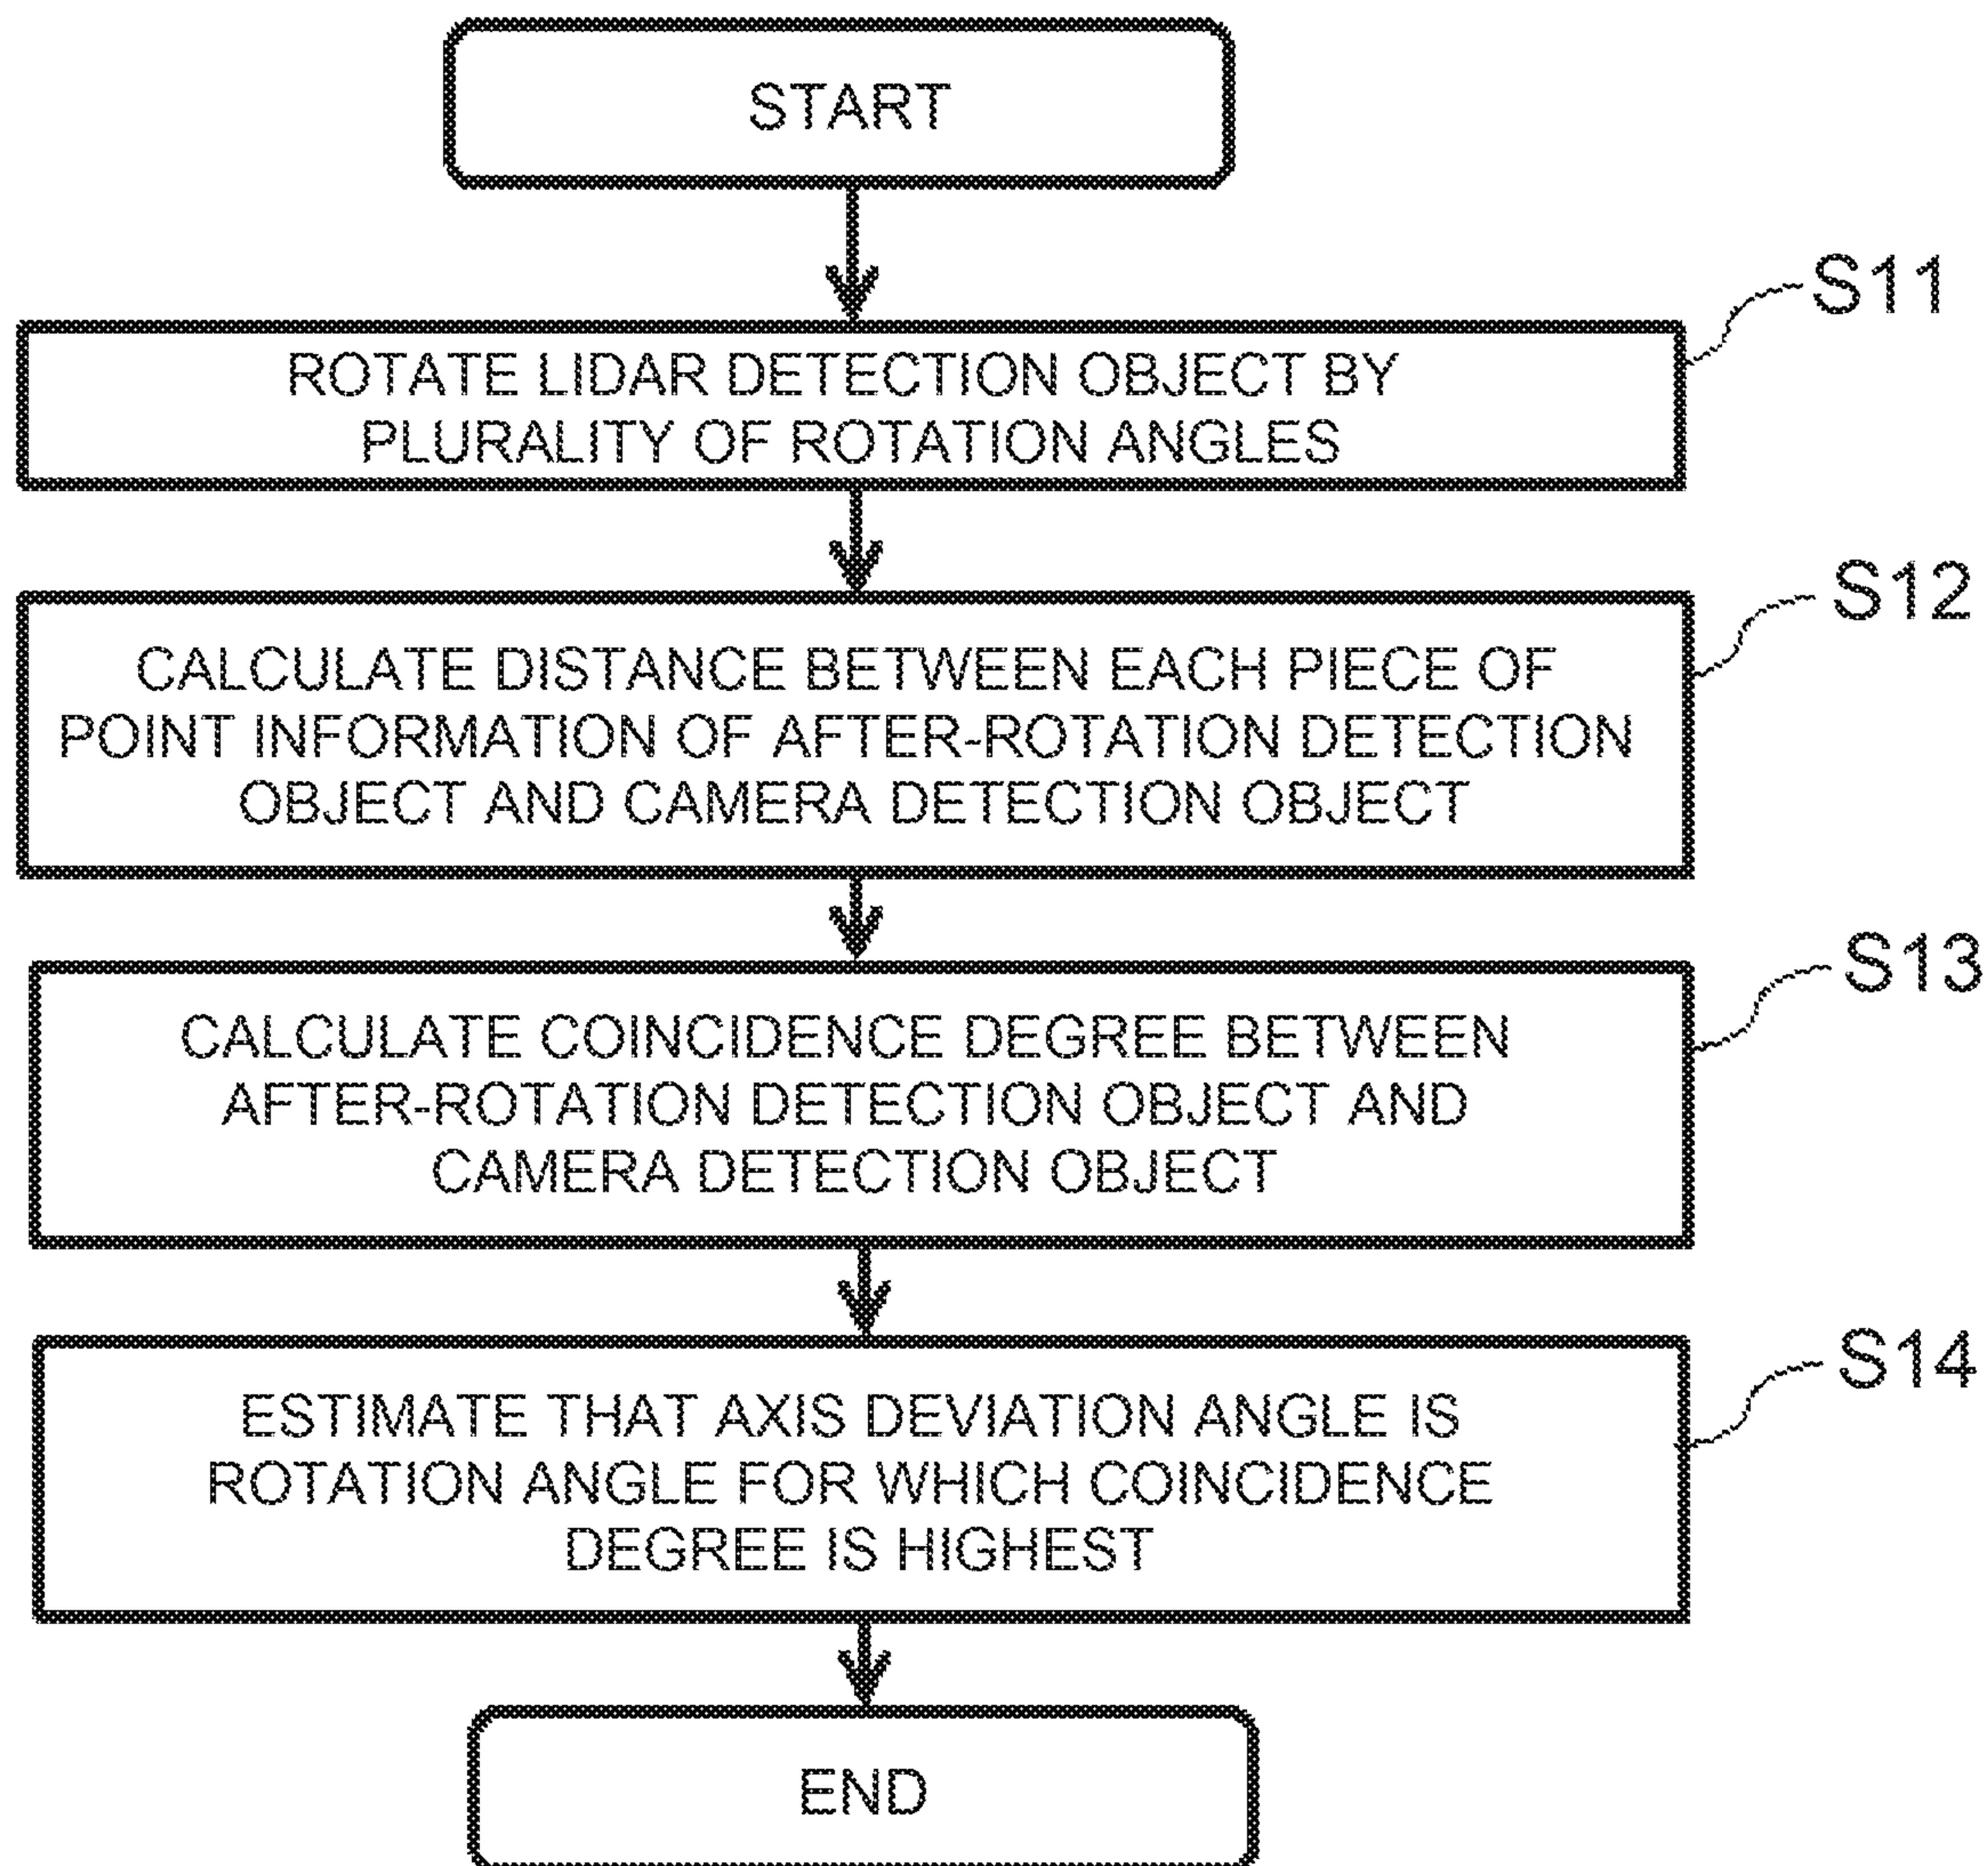 START
S11
ROTATE LIDAR DETECTION OBJECT BY
PLURALITY OF ROTATION ANGLES
S12
CALCULATE DISTANCE BETWEEN EACH PIECE OF
POINT INFORMATION OF AFTER-ROTATION DETECTION
OBJECT AND CAMERA DETECTION OBJECT
S13
CALCULATE COINCIDENCE DEGREE BETWEEN
AFTER-ROTATION DETECTION OBJECT AND
CAMERA DETECTION OBJECT
S14
ESTIMATE THAT AXIS DEVIATION ANGLE IS
ROTATION ANGLE FOR WHICH COINCIDENCE
DEGREE IS HIGHEST
END